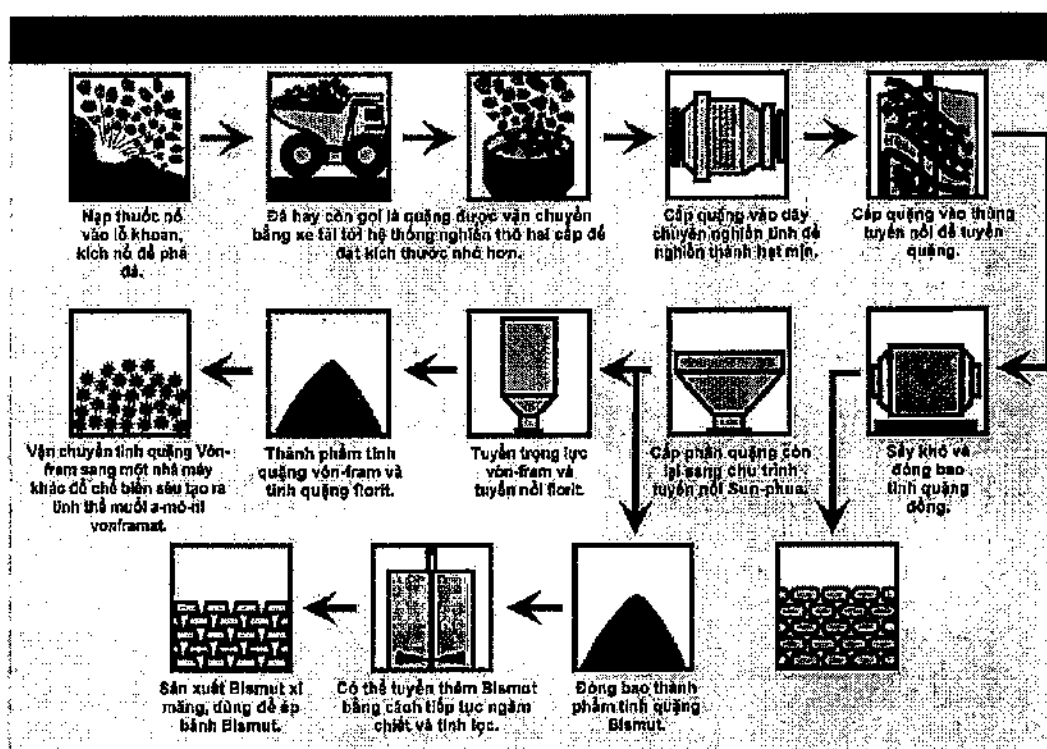 Nạp thuốc nổ
vào lỗ khoan,
kích nổ để phá
đá.
Đá hay còn gọi là quặng được vận chuyển
bằng xe tải tới hệ thống nghiền thô hai cấp để
đạt kích thước nhỏ hơn.
Cấp quặng vào dây
chuyền nghiền tinh để
nghiền thành hạt mịn.
Cấp quặng vào thùng
tuyển nổi để tuyển
quặng.
Vận chuyển tinh quặng Vôn-
fram sang một nhà máy
khác để chế biến sâu tạo ra
tinh thể muối a-mô-ni
vonframat.
Thành phẩm tinh
quặng vôn-fram và
tinh quặng florit.
Tuyển trọng lực
vôn-fram và
tuyển nổi florit.
Cấp phần quặng còn
lại sang chu trình
tuyển nổi Sun-phua.
Sấy khô và
đóng bao
tinh quặng
đồng.
Sản xuất Bismut xi
măng, dùng để ép
bánh Bismut.
Có thể tuyển thêm Bismut
bằng cách tiếp tục ngâm
chiết và tinh lọc.
Đóng bao thành
phẩm tinh quặng
Bismut.